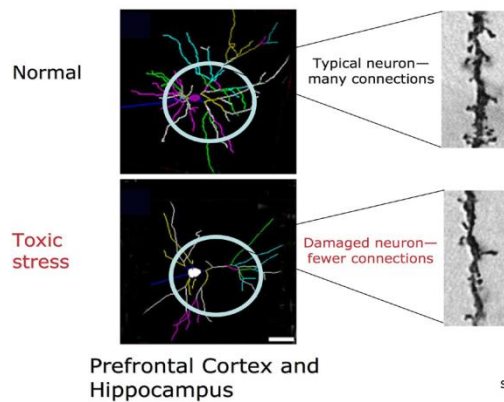 Normal
Typical neuron—
many connections
Toxic
stress
Damaged neuron—
fewer connections
Prefrontal Cortex and
Hippocampus
s